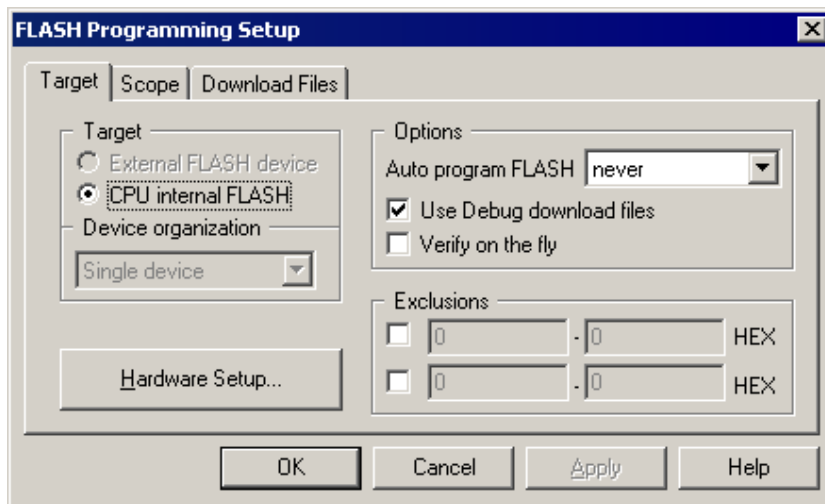 FLASH Programming Setup
Target Scope Download Files
Target
External FLASH device
CPU internal FLASH
Device organization
Single device
Hardware Setup...
Options
Auto program FLASH never
Use Debug download files
Verify on the fly
Exclusions
0 - 0 HEX
0 - 0 HEX
OK Cancel Apply Help